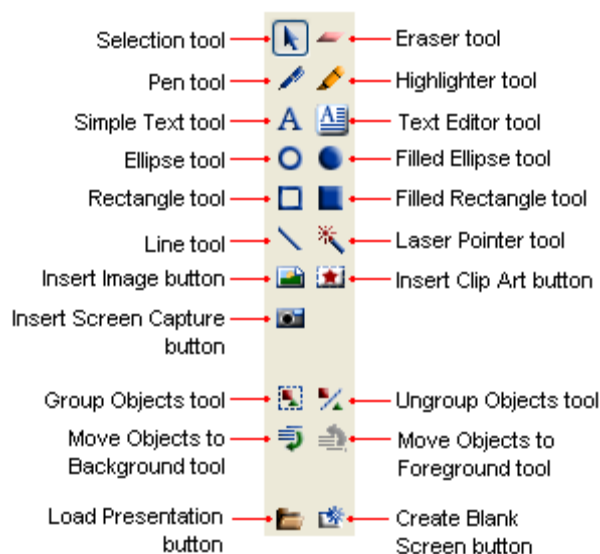 Selection tool
Eraser tool
Pen tool
Highlighter tool
Simple Text tool
A
A
Text Editor tool
Ellipse tool
Filled Ellipse tool
Rectangle tool
Filled Rectangle tool
Line tool
Laser Pointer tool
Insert Image button
Insert Clip Art button
Insert Screen Capture
button
Group Objects tool
Ungroup Objects tool
Move Objects to
Background tool
Move Objects to
Foreground tool
Load Presentation
button
Create Blank
Screen button